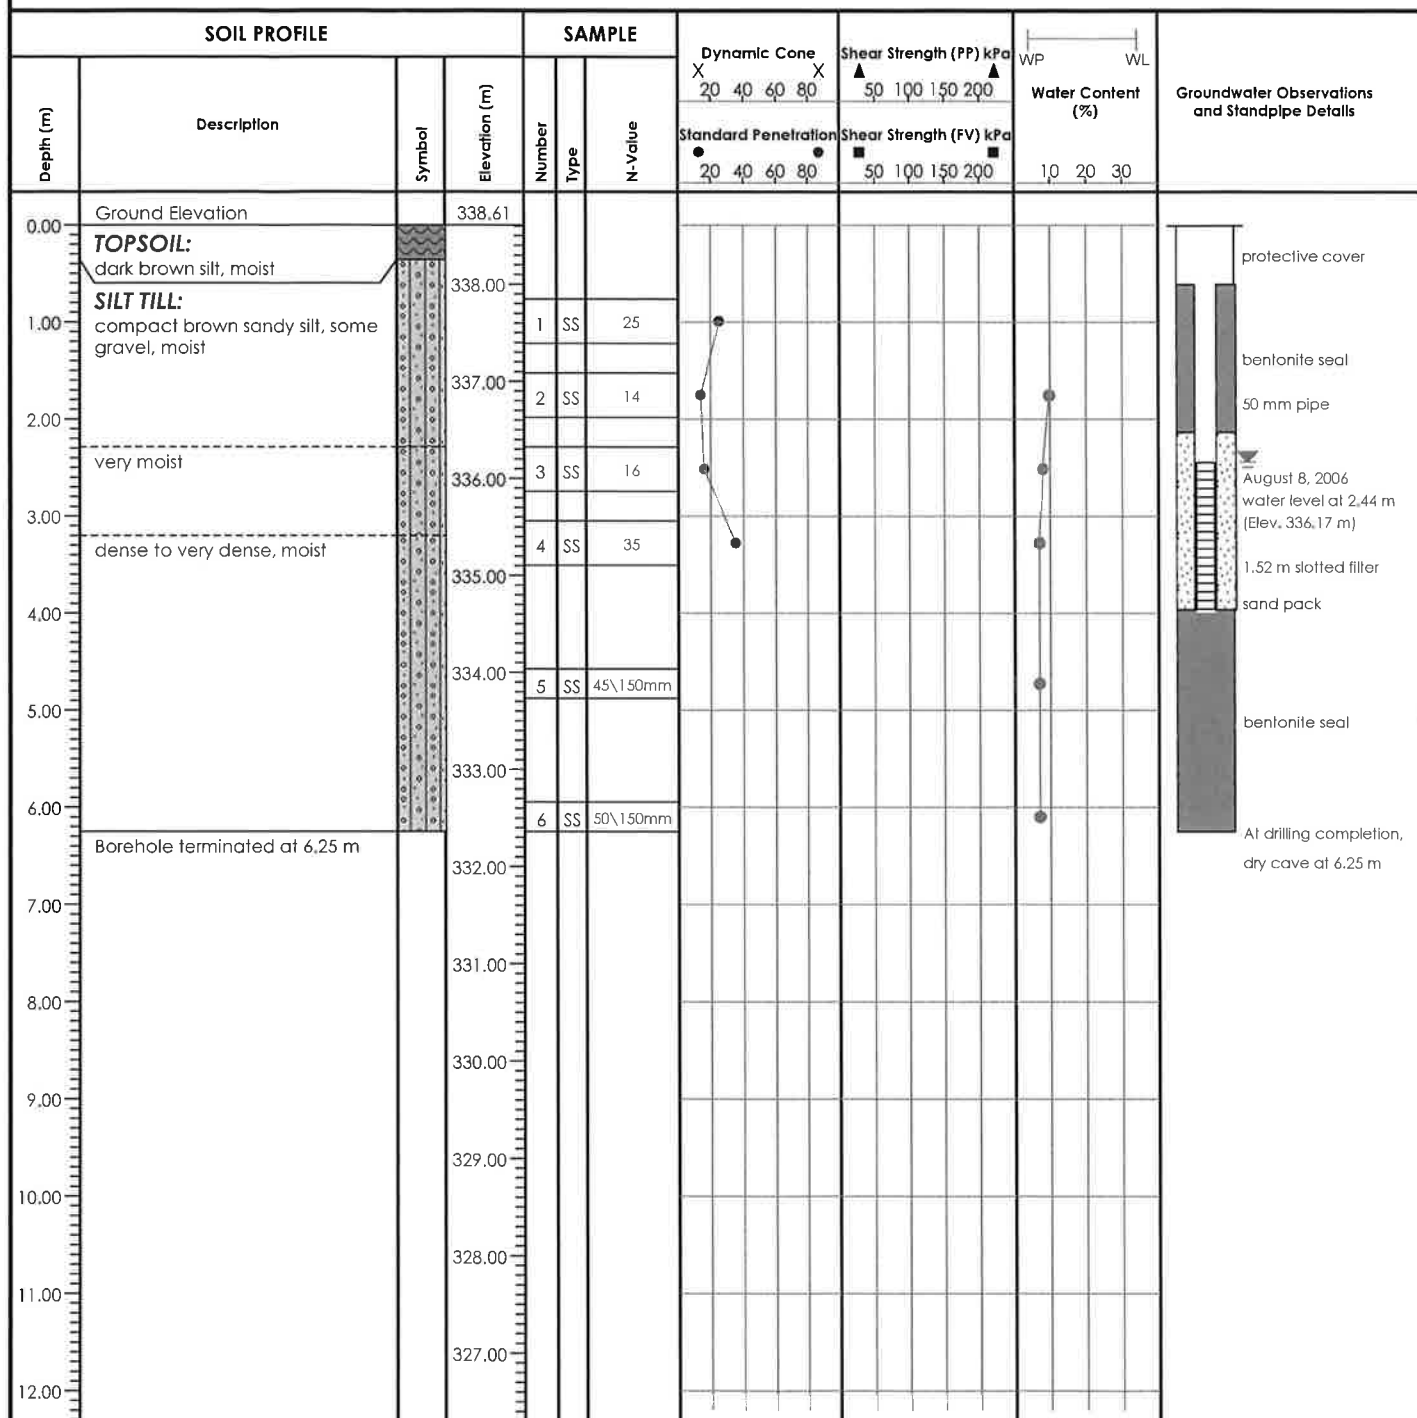 SOIL PROFILE
SAMPLE
Depth (m)
Description
Symbol
Elevation (m)
Number
Type
N-Value
Dynamic Cone
X X
20 40 60 80
Standard Penetration
20 40 60 80
Shear Strength (PP) kPa
50 100 150 200
Shear Strength (FV) kPa
50 100 150 200
WP WL
Water Content
(%)
10 20 30
Groundwater Observations
and Standpipe Details
Ground Elevation 338.61
0.00
TOPSOIL:
dark brown silt, moist
protective cover
338.00
SILT TILL:
1.00 compact brown sandy silt, some
gravel, moist
1 SS 25
bentonite seal
337.00
2 SS 14
50 mm pipe
2.00
very moist
3 SS 16
336.00
August 8, 2006
water level at 2.44 m
(Elev. 336.17 m)
3.00
dense to very dense, moist
4 SS 35
1.52 m slotted filter
335.00
sand pack
4.00
334.00
5 SS 45\150mm
5.00
bentonite seal
333.00
6.00
6 SS 50\150mm
Borehole terminated at 6.25 m
At drilling completion,
dry cave at 6.25 m
332.00
7.00
331.00
8.00
330.00
9.00
329.00
10.00
328.00
11.00
327.00
12.00